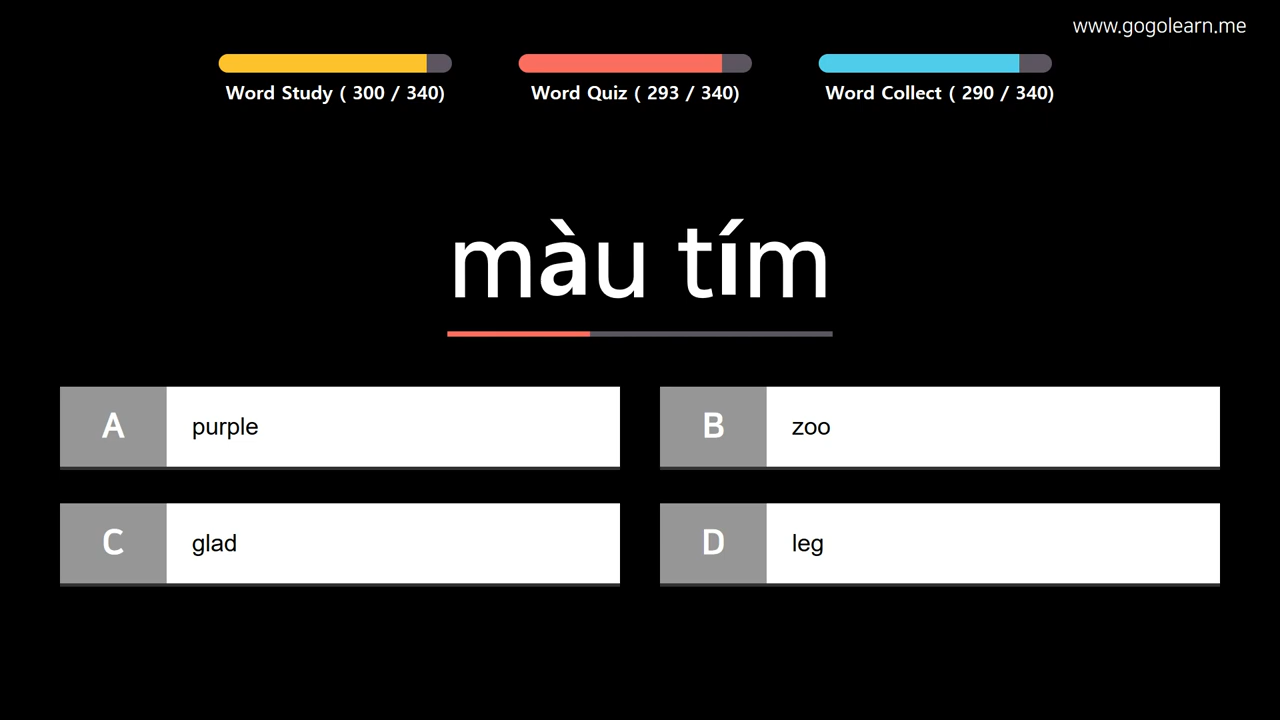 www.gogolearn.me
Word Study ( 300 / 340)
Word Quiz ( 293 / 340)
Word Collect ( 290 / 340)
màu tím
A purple
B zoo
C glad
D leg